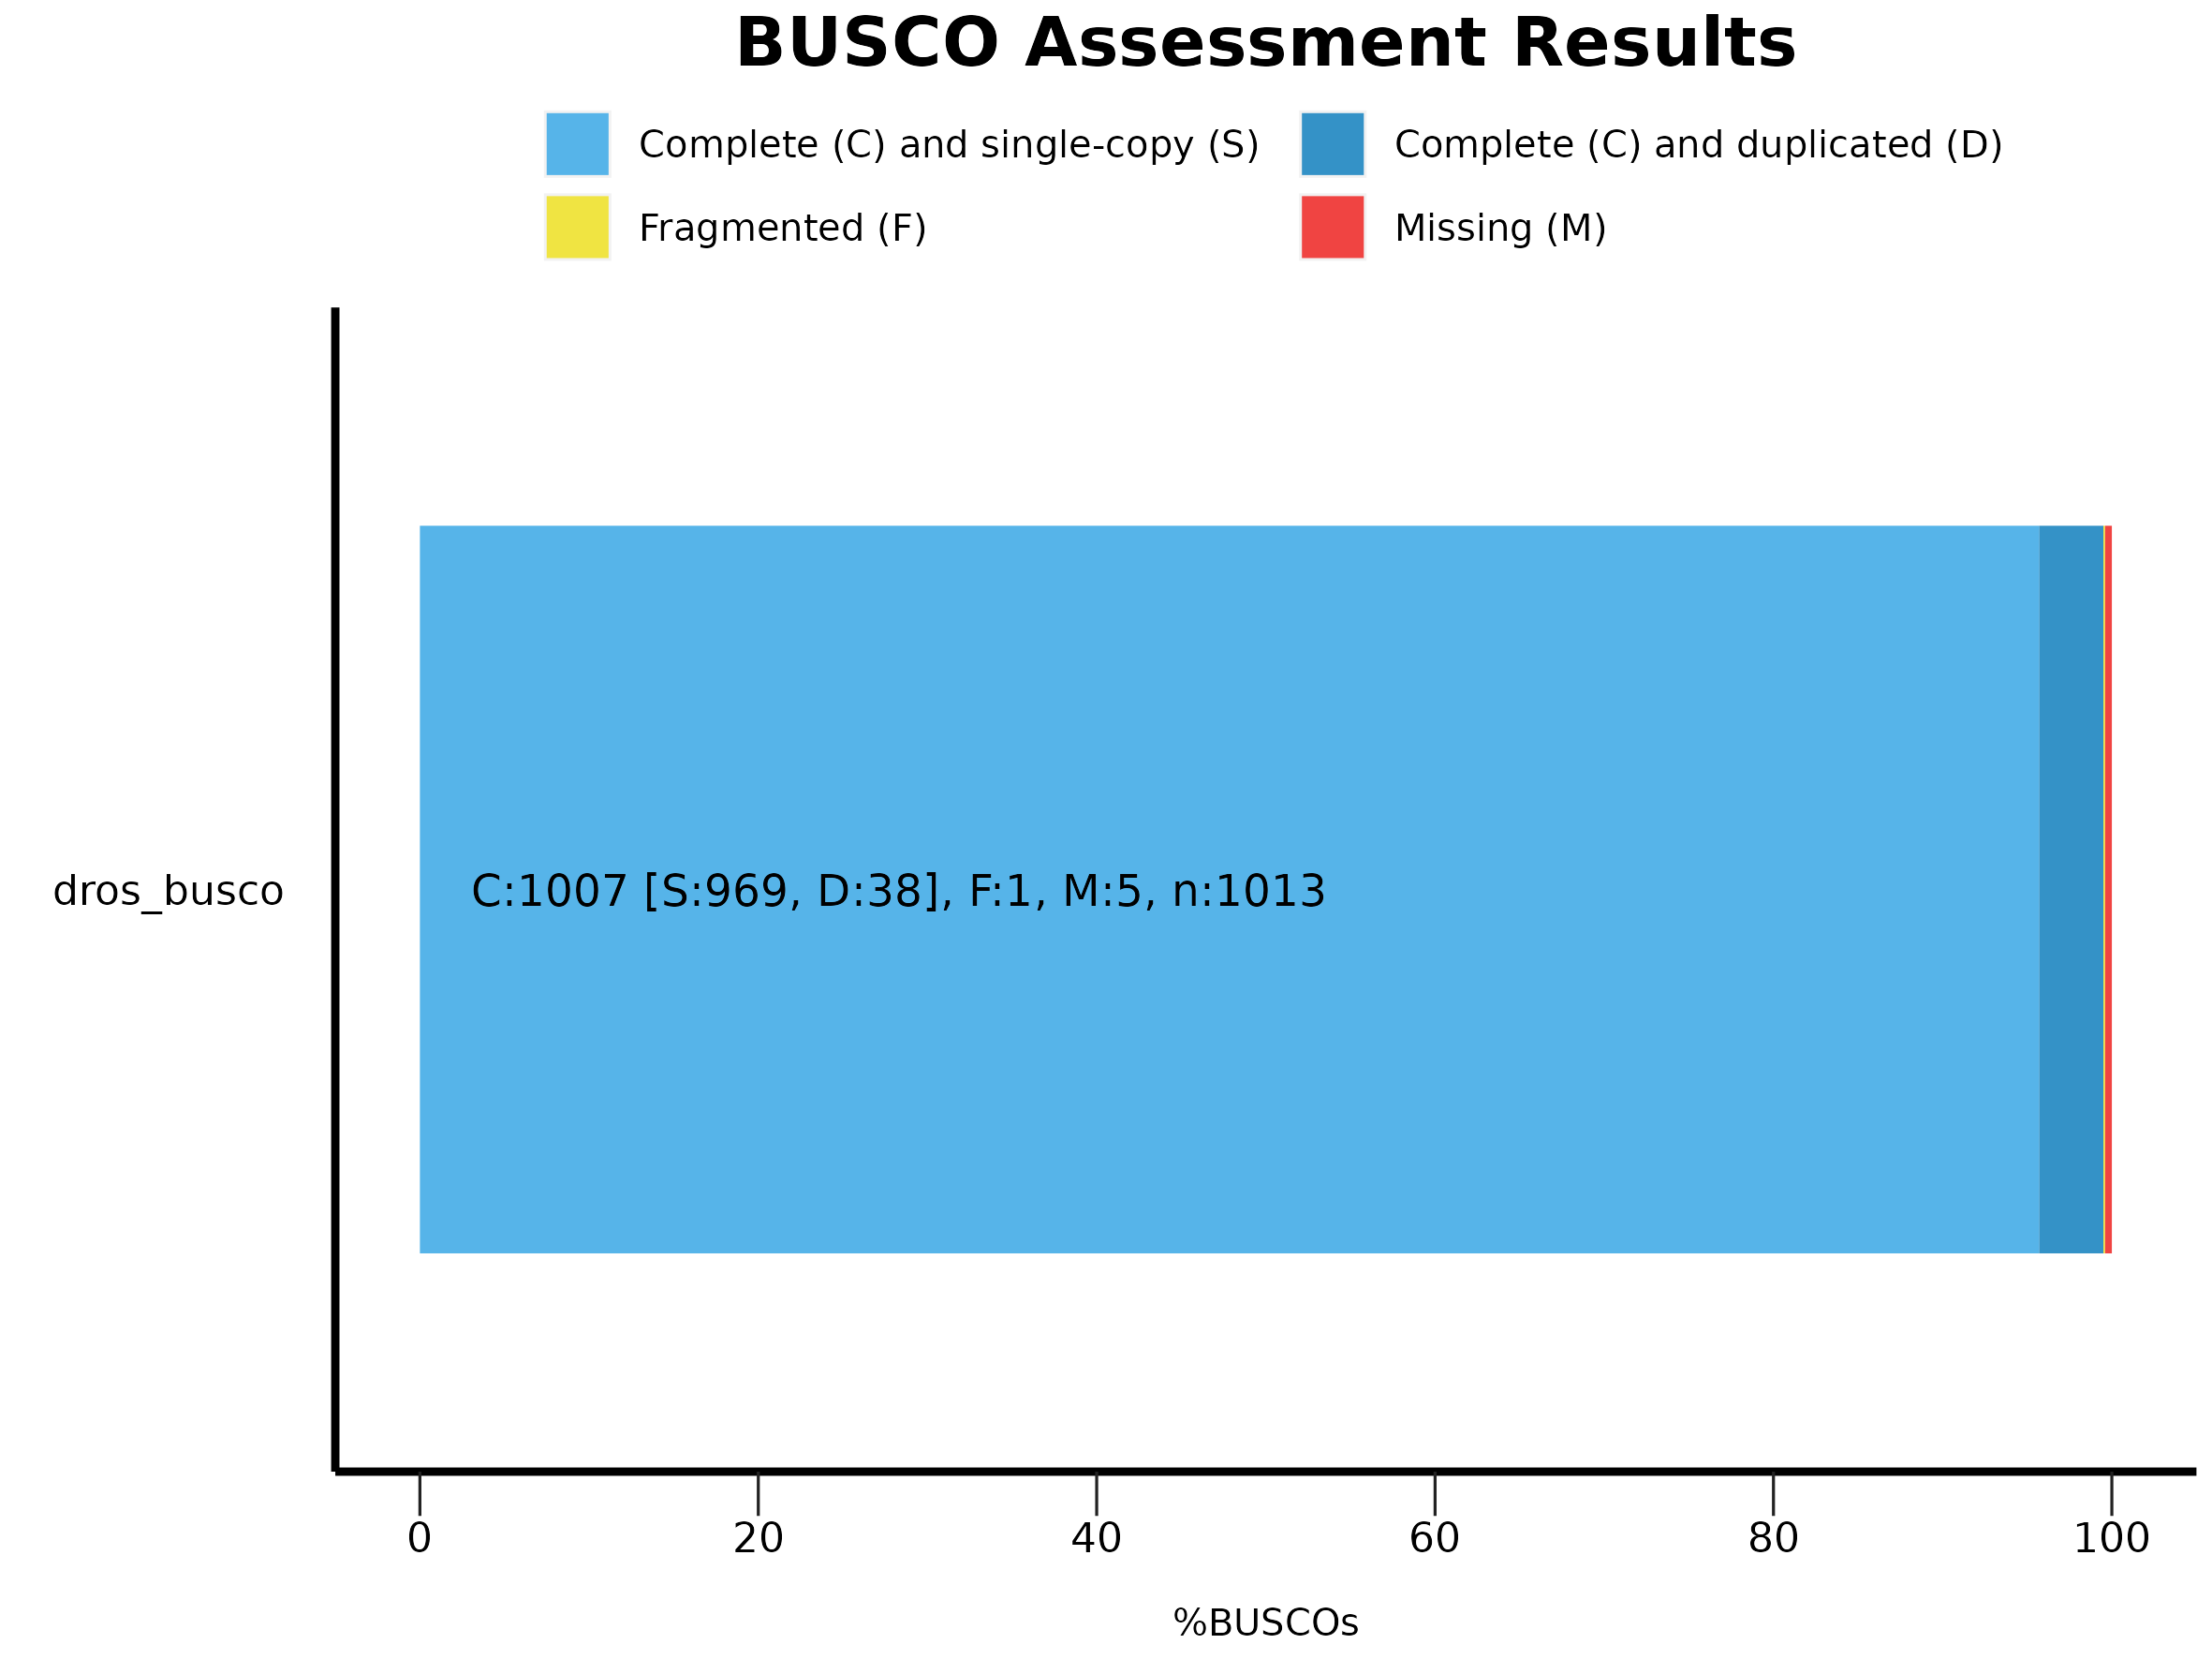 BUSCO Assessment Results
Complete (C) and single-copy (S)
Complete (C) and duplicated (D)
Fragmented (F)
Missing (M)
dros_busco
C:1007 [S:969, D:38], F:1, M:5, n:1013
0
20
40
60
80
100
%BUSCOs